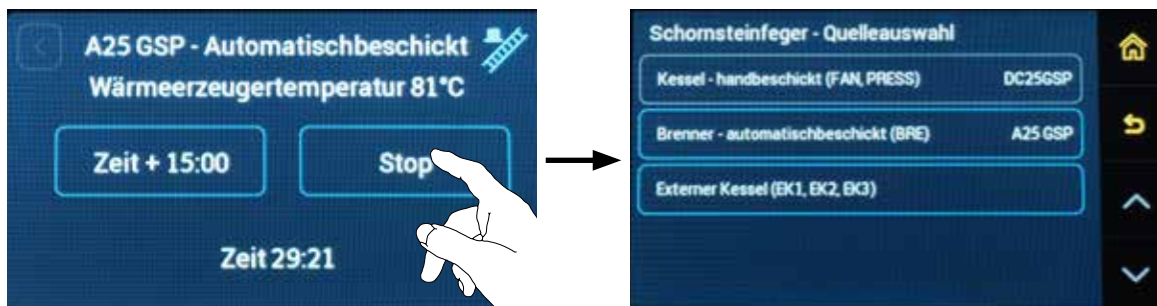 A25 GSP - Automatischbeschickt
Wärmeerzeugertemperatur 81°C
Zeit + 15:00
Stop
Zeit 29:21
Schornsteinfeger - Quelleauswahl
Kessel - handbeschickt (FAN, PRESS) DC25GSP
Brenner - automatischbeschickt (BRE) A25 GSP
Externer Kessel (EK1, EK2, EK3)